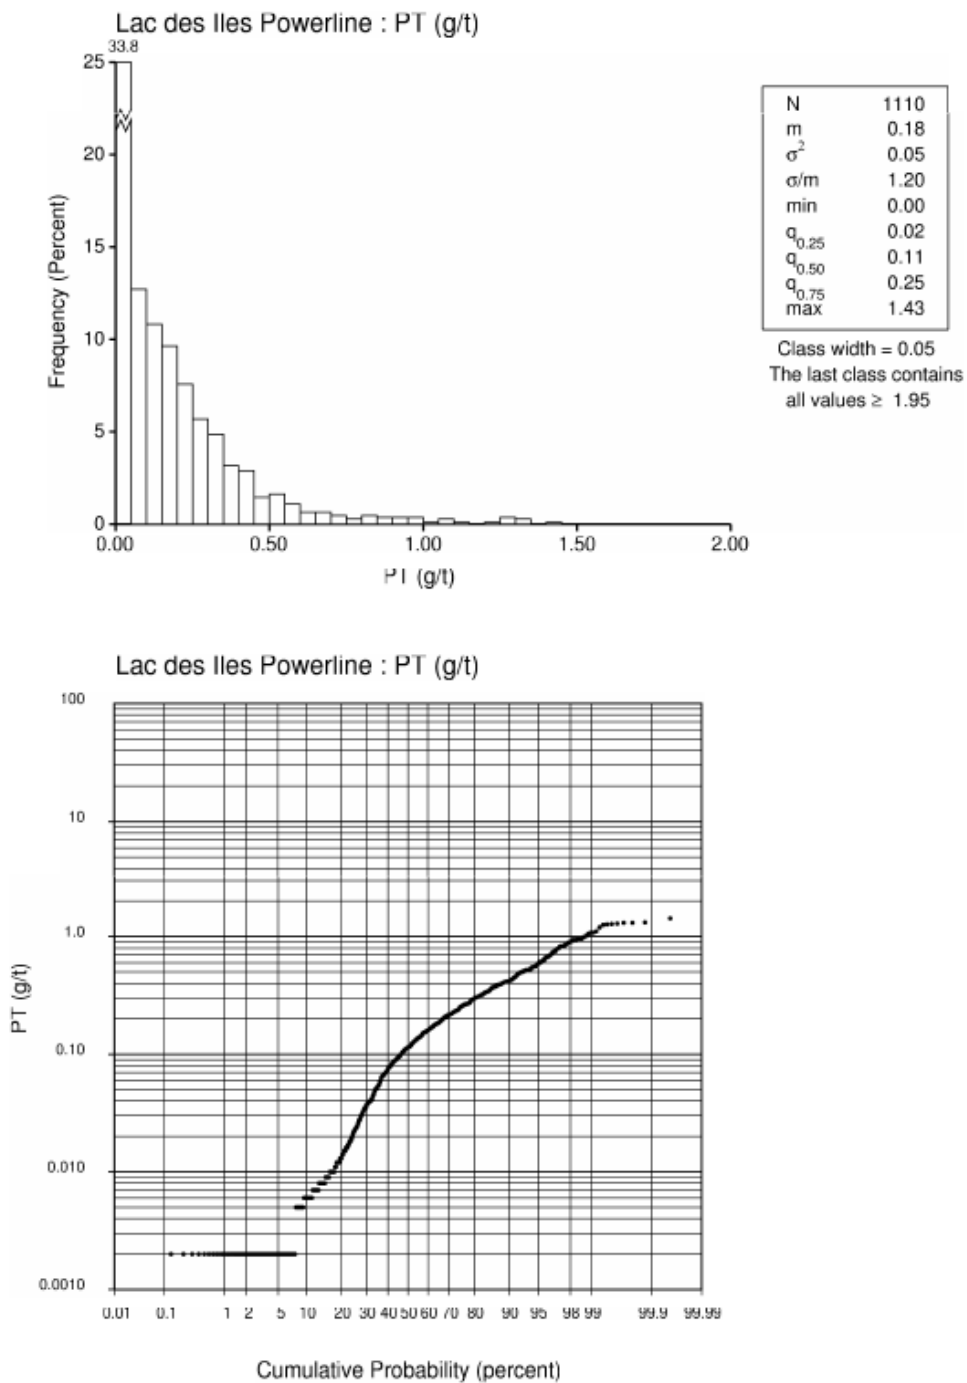 Lac des Iles Powerline : PT (g/t)
33.8
25
20
15
10
5
0
Frequency (Percent)
0.00 0.50 1.00 1.50 2.00
PT (g/t)
N 1110
m 0.18
σ² 0.05
σ/m 1.20
min 0.00
q0.25 0.02
q0.50 0.11
q0.75 0.25
max 1.43
Class width = 0.05
The last class contains
all values ≥ 1.95
Lac des Iles Powerline : PT (g/t)
100
10
1.0
0.10
0.010
0.0010
PT (g/t)
0.01 0.1 1 2 5 10 20 30 40 50 60 70 80 90 95 98 99 99.9 99.99
Cumulative Probability (percent)